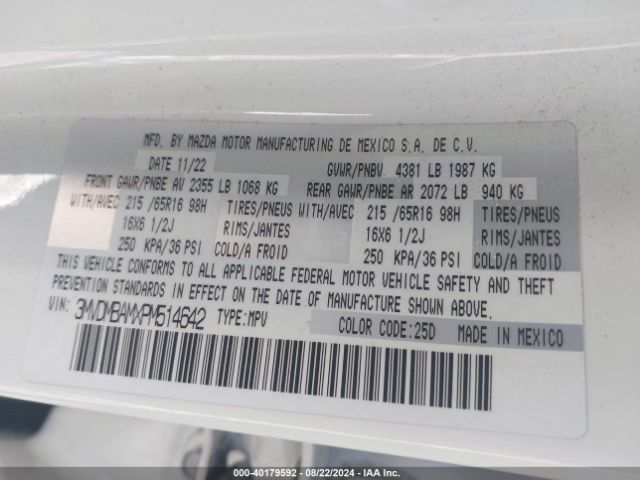 MFD. BY MAZDA MOTOR MANUFACTURING DE MEXICO S.A. DE C.V.
DATE 11/22 GVWR/PNBV 4381 LB 1987 KG
FRONT GAWR/PNBE AV 2355 LB 1068 KG REAR GAWR/PNBE AR 2072 LB 940 KG
WITH/AVEC 215 /65R16 98H TIRES/PNEUS WITH/AVEC 215 /65R16 98H TIRES/PNEUS
16X6 1/2J RIMS/JANTES 16X6 1/2J RIMS/JANTES
250 KPA/36 PSI COLD/A FROID 250 KPA/36 PSI COLD/A FROID
THIS VEHICLE CONFORMS TO ALL APPLICABLE FEDERAL MOTOR VEHICLE SAFETY AND THEFT
PREVENTION STANDARDS IN EFFECT ON THE DATE OF MANUFACTURE SHOWN ABOVE.
VIN: 3MVDMBAMXPM514642 TYPE:MPV COLOR CODE:25D MADE IN MEXICO
000-40179592 - 08/22/2024 - IAA Inc.